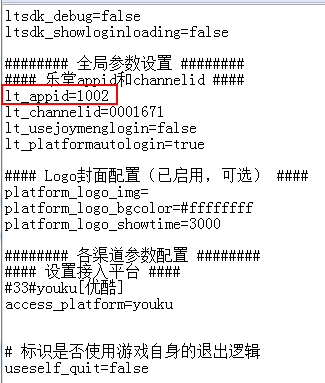 ltsdk_debug=false
ltsdk_showloginloading=false
######## 全局参数设置 ########
#### 乐堂appid和channelid ####
lt_appid=1002
lt_channelid=0001671
lt_usejoymenglogin=false
lt_platformautologin=true
#### Logo封面配置（已启用，可选） ####
platform_logo_img=
platform_logo_bgcolor=#ffffffff
platform_logo_showtime=3000
######## 各渠道参数配置 ########
#### 设置接入平台 ####
#33#youku[优酷]
access_platform=youku
# 标识是否使用游戏自身的退出逻辑
useself_quit=false